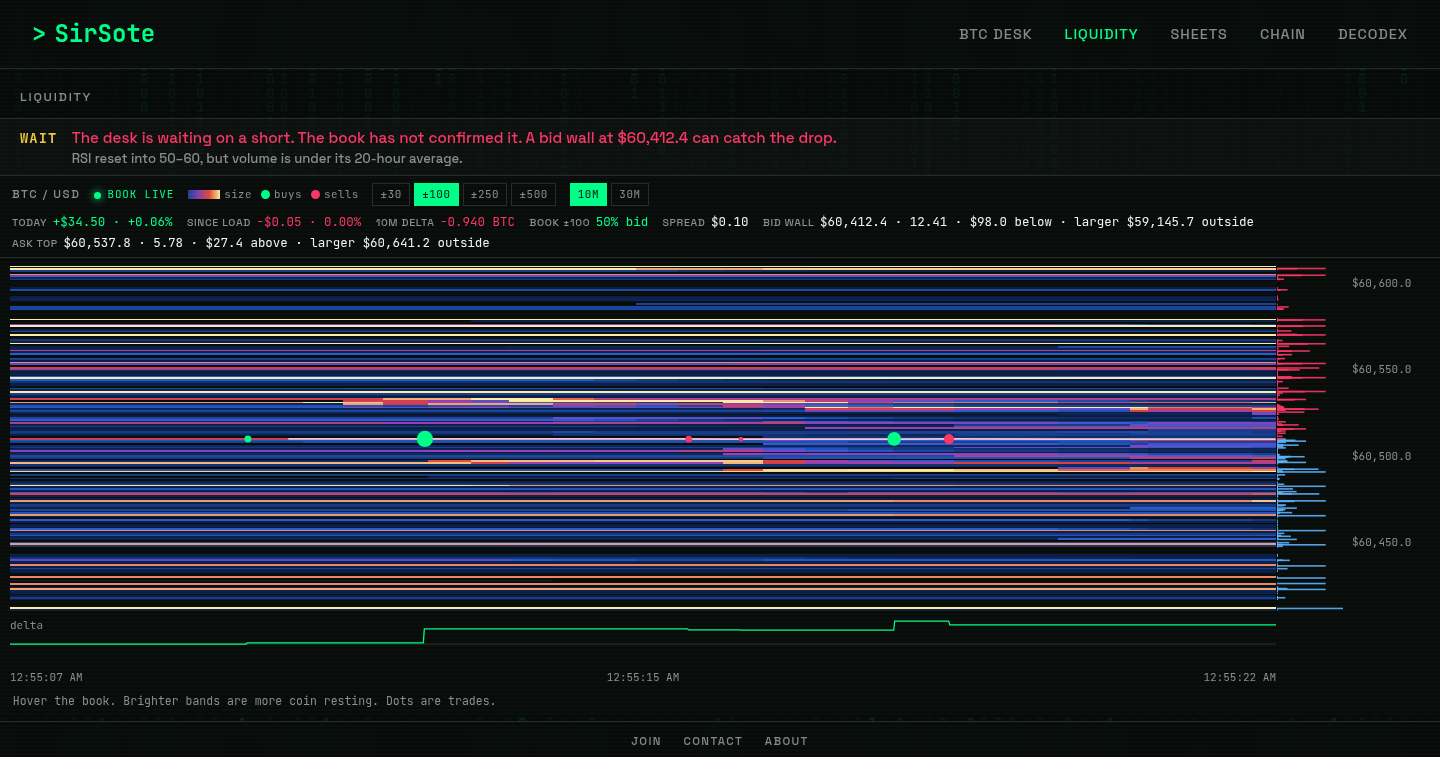 > SirSote
BTC DESK LIQUIDITY SHEETS CHAIN DECODEX
LIQUIDITY
WAIT The desk is waiting on a short. The book has not confirmed it. A bid wall at $60,412.4 can catch the drop.
RSI reset into 50–60, but volume is under its 20-hour average.
BTC / USD BOOK LIVE size buys sells ±30 ±100 ±250 ±500 10M 30M
TODAY +$34.50 · +0.06% SINCE LOAD -$0.05 · 0.00% 10M DELTA -0.940 BTC BOOK ±100 50% bid SPREAD $0.10 BID WALL $60,412.4 · 12.41 · $98.0 below · larger $59,145.7 outside
ASK TOP $60,537.8 · 5.78 · $27.4 above · larger $60,641.2 outside
$60,600.0
$60,550.0
$60,500.0
$60,450.0
delta
12:55:07 AM 12:55:15 AM 12:55:22 AM
Hover the book. Brighter bands are more coin resting. Dots are trades.
JOIN CONTACT ABOUT